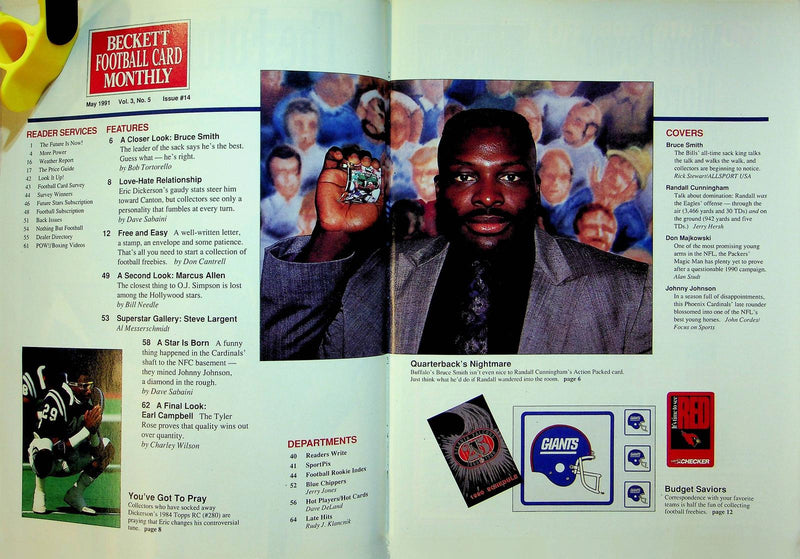 BECKETT
FOOTBALL CARD
MONTHLY
May 1991 Vol. 3, No. 5 Issue #14
READER SERVICES
1 The Future Is Now!
4 More Power
16 Weather Report
17 The Price Guide
42 Look It Up!
43 Football Card Survey
44 Survey Winners
46 Future Stars Subscription
48 Football Subscription
51 Back Issues
54 Nothing But Football
55 Dealer Directory
61 POW!/Boxing Videos
FEATURES
6 A Closer Look: Bruce Smith
The leader of the sack says he's the best.
Guess what — he's right.
by Bob Tortorello
8 Love-Hate Relationship
Eric Dickerson's gaudy stats steer him
toward Canton, but collectors see only a
personality that fumbles at every turn.
by Dave Sabaini
12 Free and Easy A well-written letter,
a stamp, an envelope and some patience.
That's all you need to start a collection of
football freebies. by Don Cantrell
49 A Second Look: Marcus Allen
The closest thing to O.J. Simpson is lost
among the Hollywood stars.
by Bill Needle
53 Superstar Gallery: Steve Largent
Al Messerschmidt
58 A Star Is Born A funny
thing happened in the Cardinals'
shaft to the NFC basement —
they mined Johnny Johnson,
a diamond in the rough.
by Dave Sabaini
62 A Final Look:
Earl Campbell The Tyler
Rose proves that quality wins out
over quantity.
by Charley Wilson
29
You've Got To Pray
Collectors who have socked away
Dickerson's 1984 Topps RC (#280) are
praying that Eric changes his controversial
tune. page 8
DEPARTMENTS
40 Readers Write
41 SportPix
44 Football Rookie Index
52 Blue Chippers
Jerry Jones
56 Hot Players/Hot Cards
Dave DeLand
64 Late Hits
Rudy J. Klancnik
Quarterback's Nightmare
Buffalo's Bruce Smith isn't even nice to Randall Cunningham's Action Packed card.
Just think what he'd do if Randall wandered into the room. page 6
COVERS
Bruce Smith
The Bills' all-time sack king talks
the talk and walks the walk, and
collectors are beginning to notice.
Rick Stewart/ALLSPORT USA
Randall Cunningham
Talk about domination: Randall was
the Eagles' offense — through the
air (3,466 yards and 30 TDs) and on
the ground (942 yards and five
TDs.) Jerry Hersh
Don Majkowski
One of the most promising young
arms in the NFL, the Packers'
Magic Man has plenty yet to prove
after a questionable 1990 campaign.
Alan Studt
Johnny Johnson
In a season full of disappointments,
this Phoenix Cardinals' late rounder
blossomed into one of the NFL's
best young horses. John Cordes/
Focus on Sports
1990 SCHEDULE
GIANTS
It's time to see
RED
CHECKER
Budget Saviors
Correspondence with your favorite
teams is half the fun of collecting
football freebies. page 12